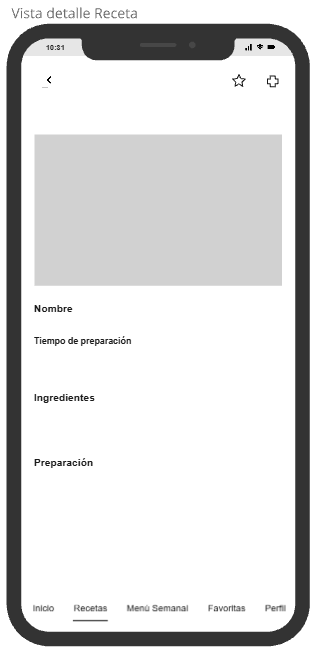 Vista detalle Receta
10:31
Nombre
Tiempo de preparación
Ingredientes
Preparación
Inicio Recetas Menú Semanal Favoritas Perfil